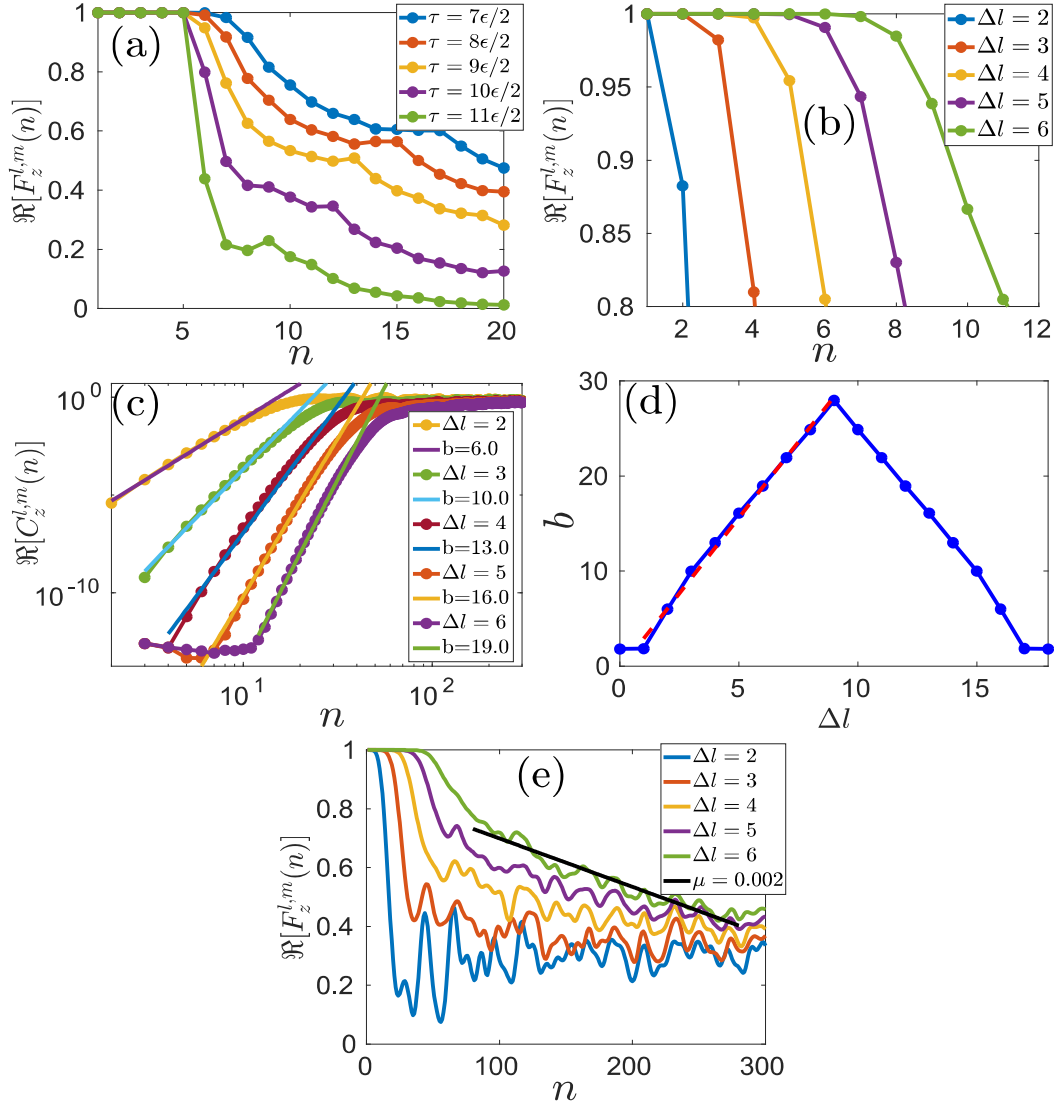 (a)
ℜ[F_z^{l,m}(n)]
1
0.8
0.6
0.4
0.2
0
5
10
15
20
n
τ = 7ϵ/2
τ = 8ϵ/2
τ = 9ϵ/2
τ = 10ϵ/2
τ = 11ϵ/2
(b)
ℜ[F_z^{l,m}(n)]
1
0.95
0.9
0.85
0.8
2
4
6
8
10
12
n
Δl = 2
Δl = 3
Δl = 4
Δl = 5
Δl = 6
(c)
ℜ[C_z^{l,m}(n)]
10^0
10^{-10}
10^1
10^2
n
Δl = 2
b=6.0
Δl = 3
b=10.0
Δl = 4
b=13.0
Δl = 5
b=16.0
Δl = 6
b=19.0
(d)
b
30
20
10
0
0
5
10
15
Δl
(e)
ℜ[F_z^{l,m}(n)]
1
0.8
0.6
0.4
0.2
0
0
100
200
300
n
Δl = 2
Δl = 3
Δl = 4
Δl = 5
Δl = 6
μ = 0.002